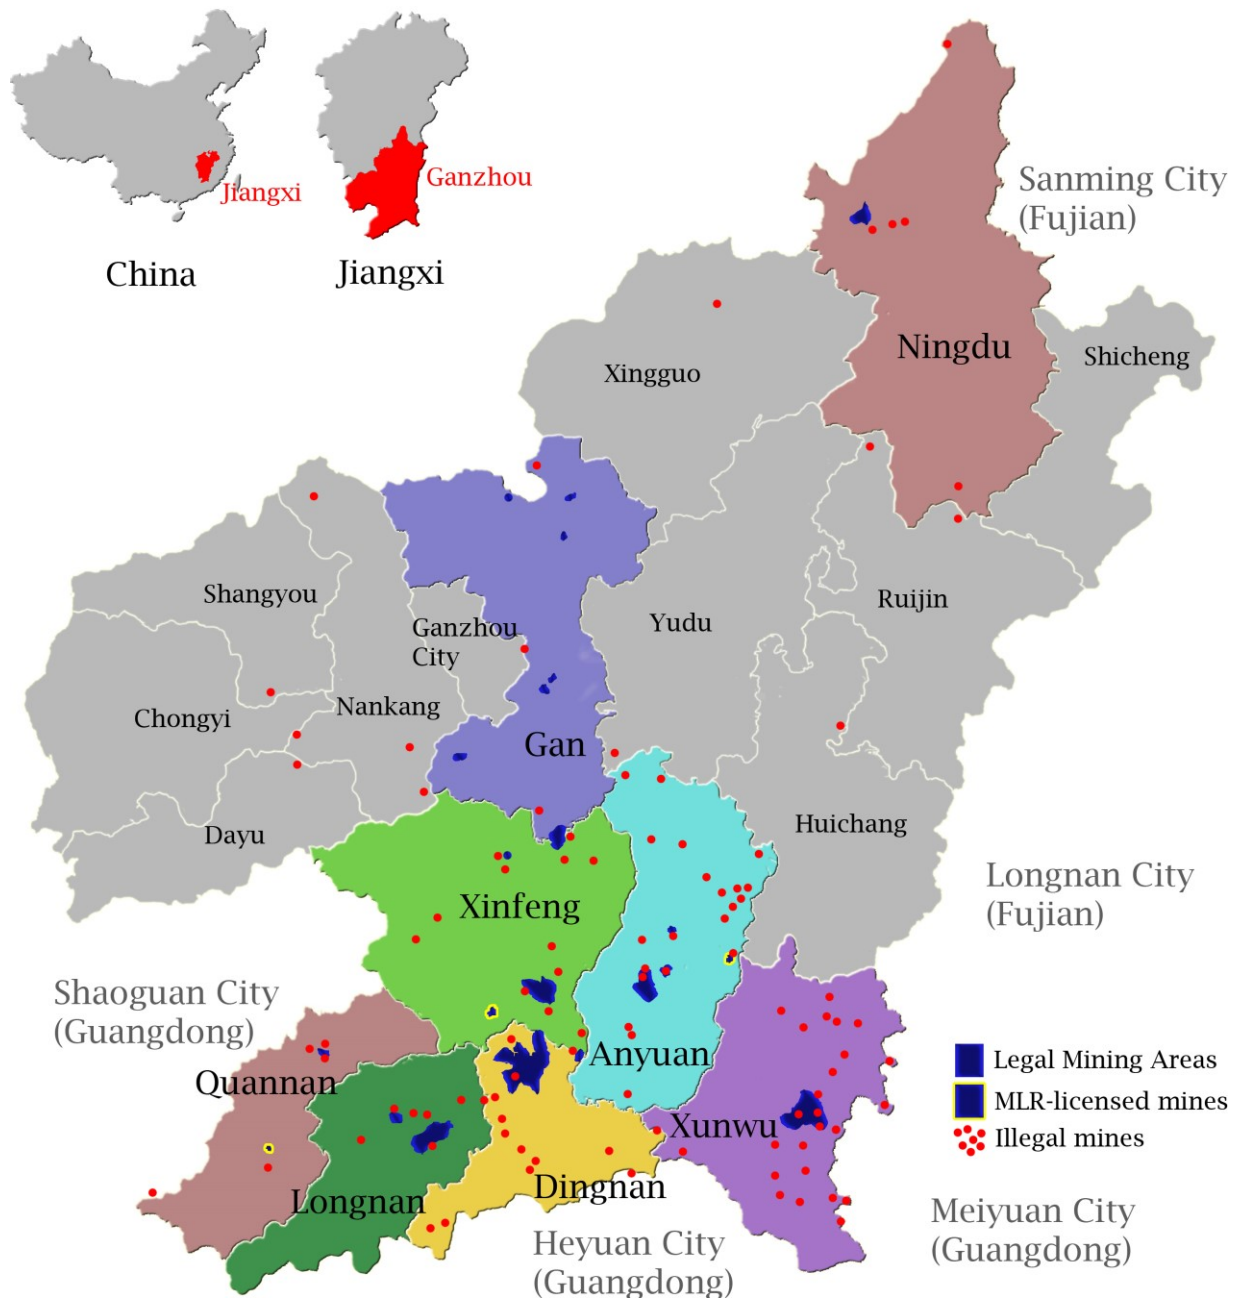 Jiangxi
Ganzhou
China
Jiangxi
Sanming City
(Fujian)
Ningdu
Shicheng
Xingguo
Shangyou
Ganzhou
City
Yudu
Ruijin
Chongyi
Nankang
Gan
Dayu
Huichang
Xinfeng
Longnan City
(Fujian)
Shaoguan City
(Guangdong)
Quannan
Anyuan
Xunwu
Legal Mining Areas
MLR-licensed mines
Illegal mines
Longnan
Dingnan
Heyuan City
(Guangdong)
Meiyuan City
(Guangdong)